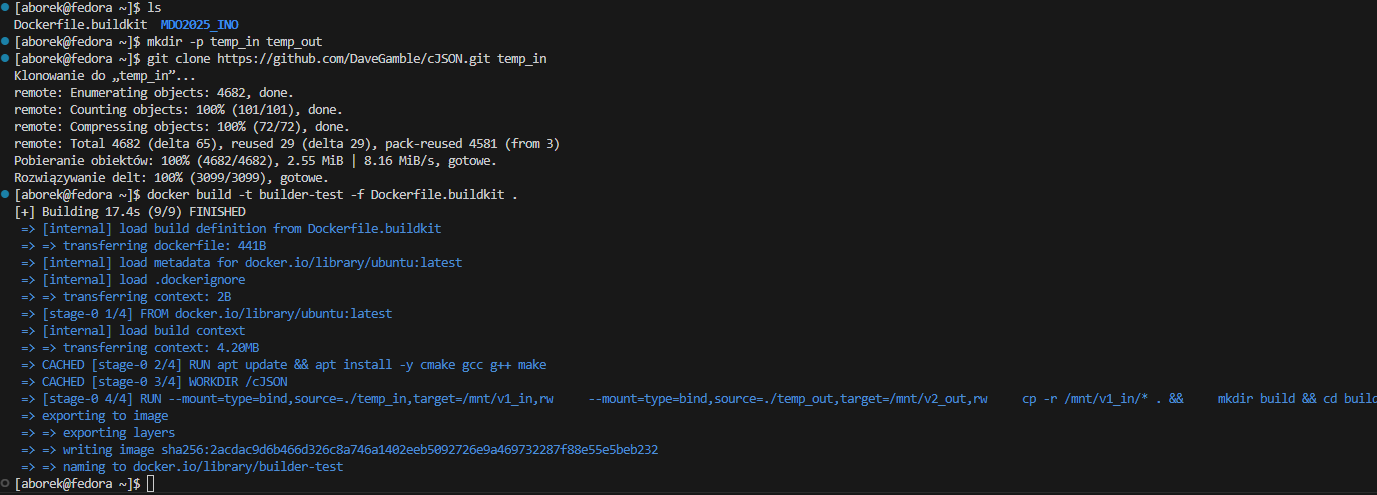 [aborek@fedora ~]$ ls
Dockerfile.buildkit  MDO2025_INO
[aborek@fedora ~]$ mkdir -p temp_in temp_out
[aborek@fedora ~]$ git clone https://github.com/DaveGamble/cJSON.git temp_in
Klonowanie do „temp_in”...
remote: Enumerating objects: 4682, done.
remote: Counting objects: 100% (101/101), done.
remote: Compressing objects: 100% (72/72), done.
remote: Total 4682 (delta 65), reused 29 (delta 29), pack-reused 4581 (from 3)
Pobieranie obiektów: 100% (4682/4682), 2.55 MiB | 8.16 MiB/s, gotowe.
Rozwiązywanie delt: 100% (3099/3099), gotowe.
[aborek@fedora ~]$ docker build -t builder-test -f Dockerfile.buildkit .
[+] Building 17.4s (9/9) FINISHED
=> [internal] load build definition from Dockerfile.buildkit
=> => transferring dockerfile: 441B
=> [internal] load metadata for docker.io/library/ubuntu:latest
=> [internal] load .dockerignore
=> => transferring context: 2B
=> [stage-0 1/4] FROM docker.io/library/ubuntu:latest
=> [internal] load build context
=> => transferring context: 4.20MB
=> CACHED [stage-0 2/4] RUN apt update && apt install -y cmake gcc g++ make
=> CACHED [stage-0 3/4] WORKDIR /cJSON
=> [stage-0 4/4] RUN --mount=type=bind,source=./temp_in,target=/mnt/v1_in,rw     --mount=type=bind,source=./temp_out,target=/mnt/v2_out,rw     cp -r /mnt/v1_in/* . &&     mkdir build && cd build
=> exporting to image
=> => exporting layers
=> => writing image sha256:2acdac9d6b466d326c8a746a1402eeb5092726e9a469732287f88e55e5beb232
=> => naming to docker.io/library/builder-test
[aborek@fedora ~]$